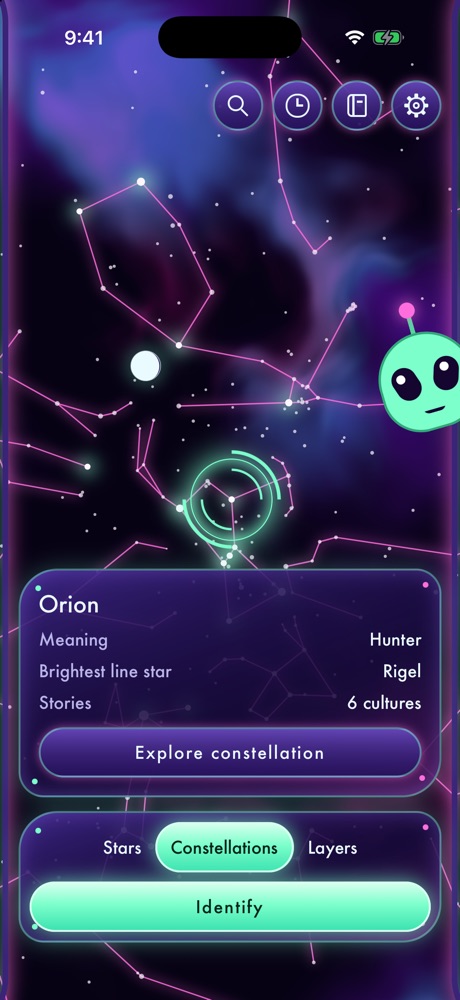 9:41
Orion
Meaning Hunter
Brightest line star Rigel
Stories 6 cultures
Explore constellation
Stars Constellations Layers
Identify